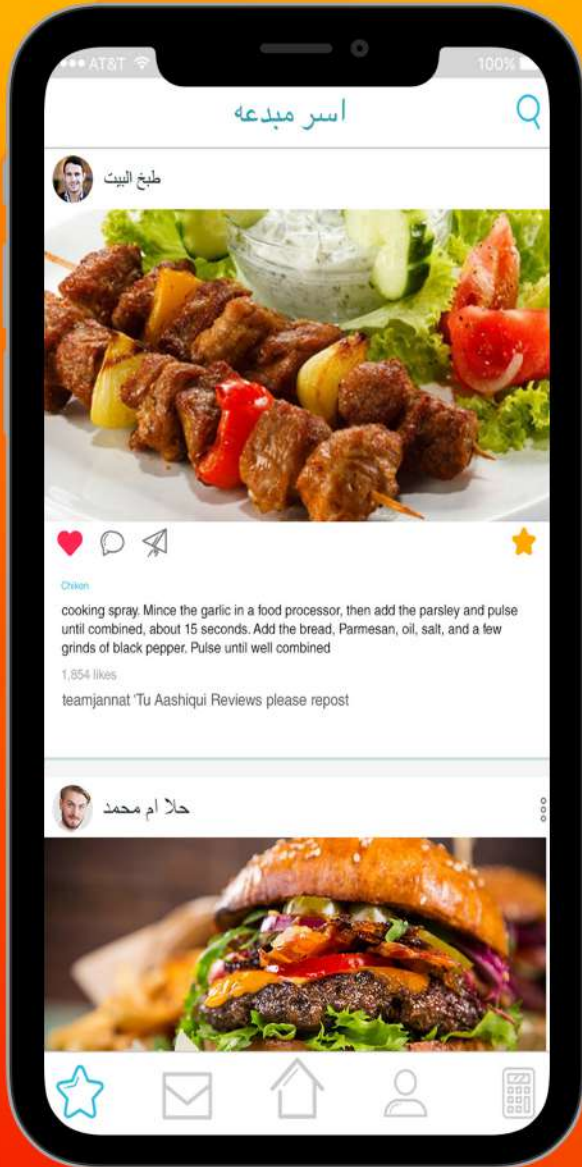 AT&T
100%
اسر مبدعه
طبخ البيت
Chiken
cooking spray. Mince the garlic in a food processor, then add the parsley and pulse
until combined, about 15 seconds. Add the bread, Parmesan, oil, salt, and a few
grinds of black pepper. Pulse until well combined
1,854 likes
teamjannat 'Tu Aashiqui Reviews please repost
حلا ام محمد